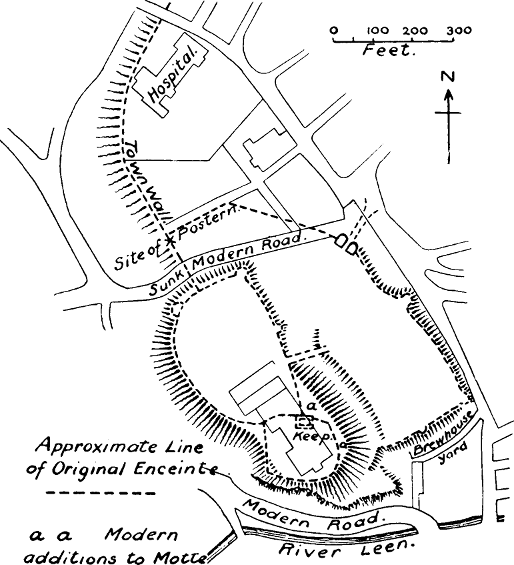 0 100 200 300
Feet.
N
Hospital.
Town Wall
Site of Postern.
Sunk Modern Road.
a
Keep.
Brewhouse
yard
Approximate Line
of Original Enceinte
a a Modern
additions to Motte
Modern Road.
River Leen.